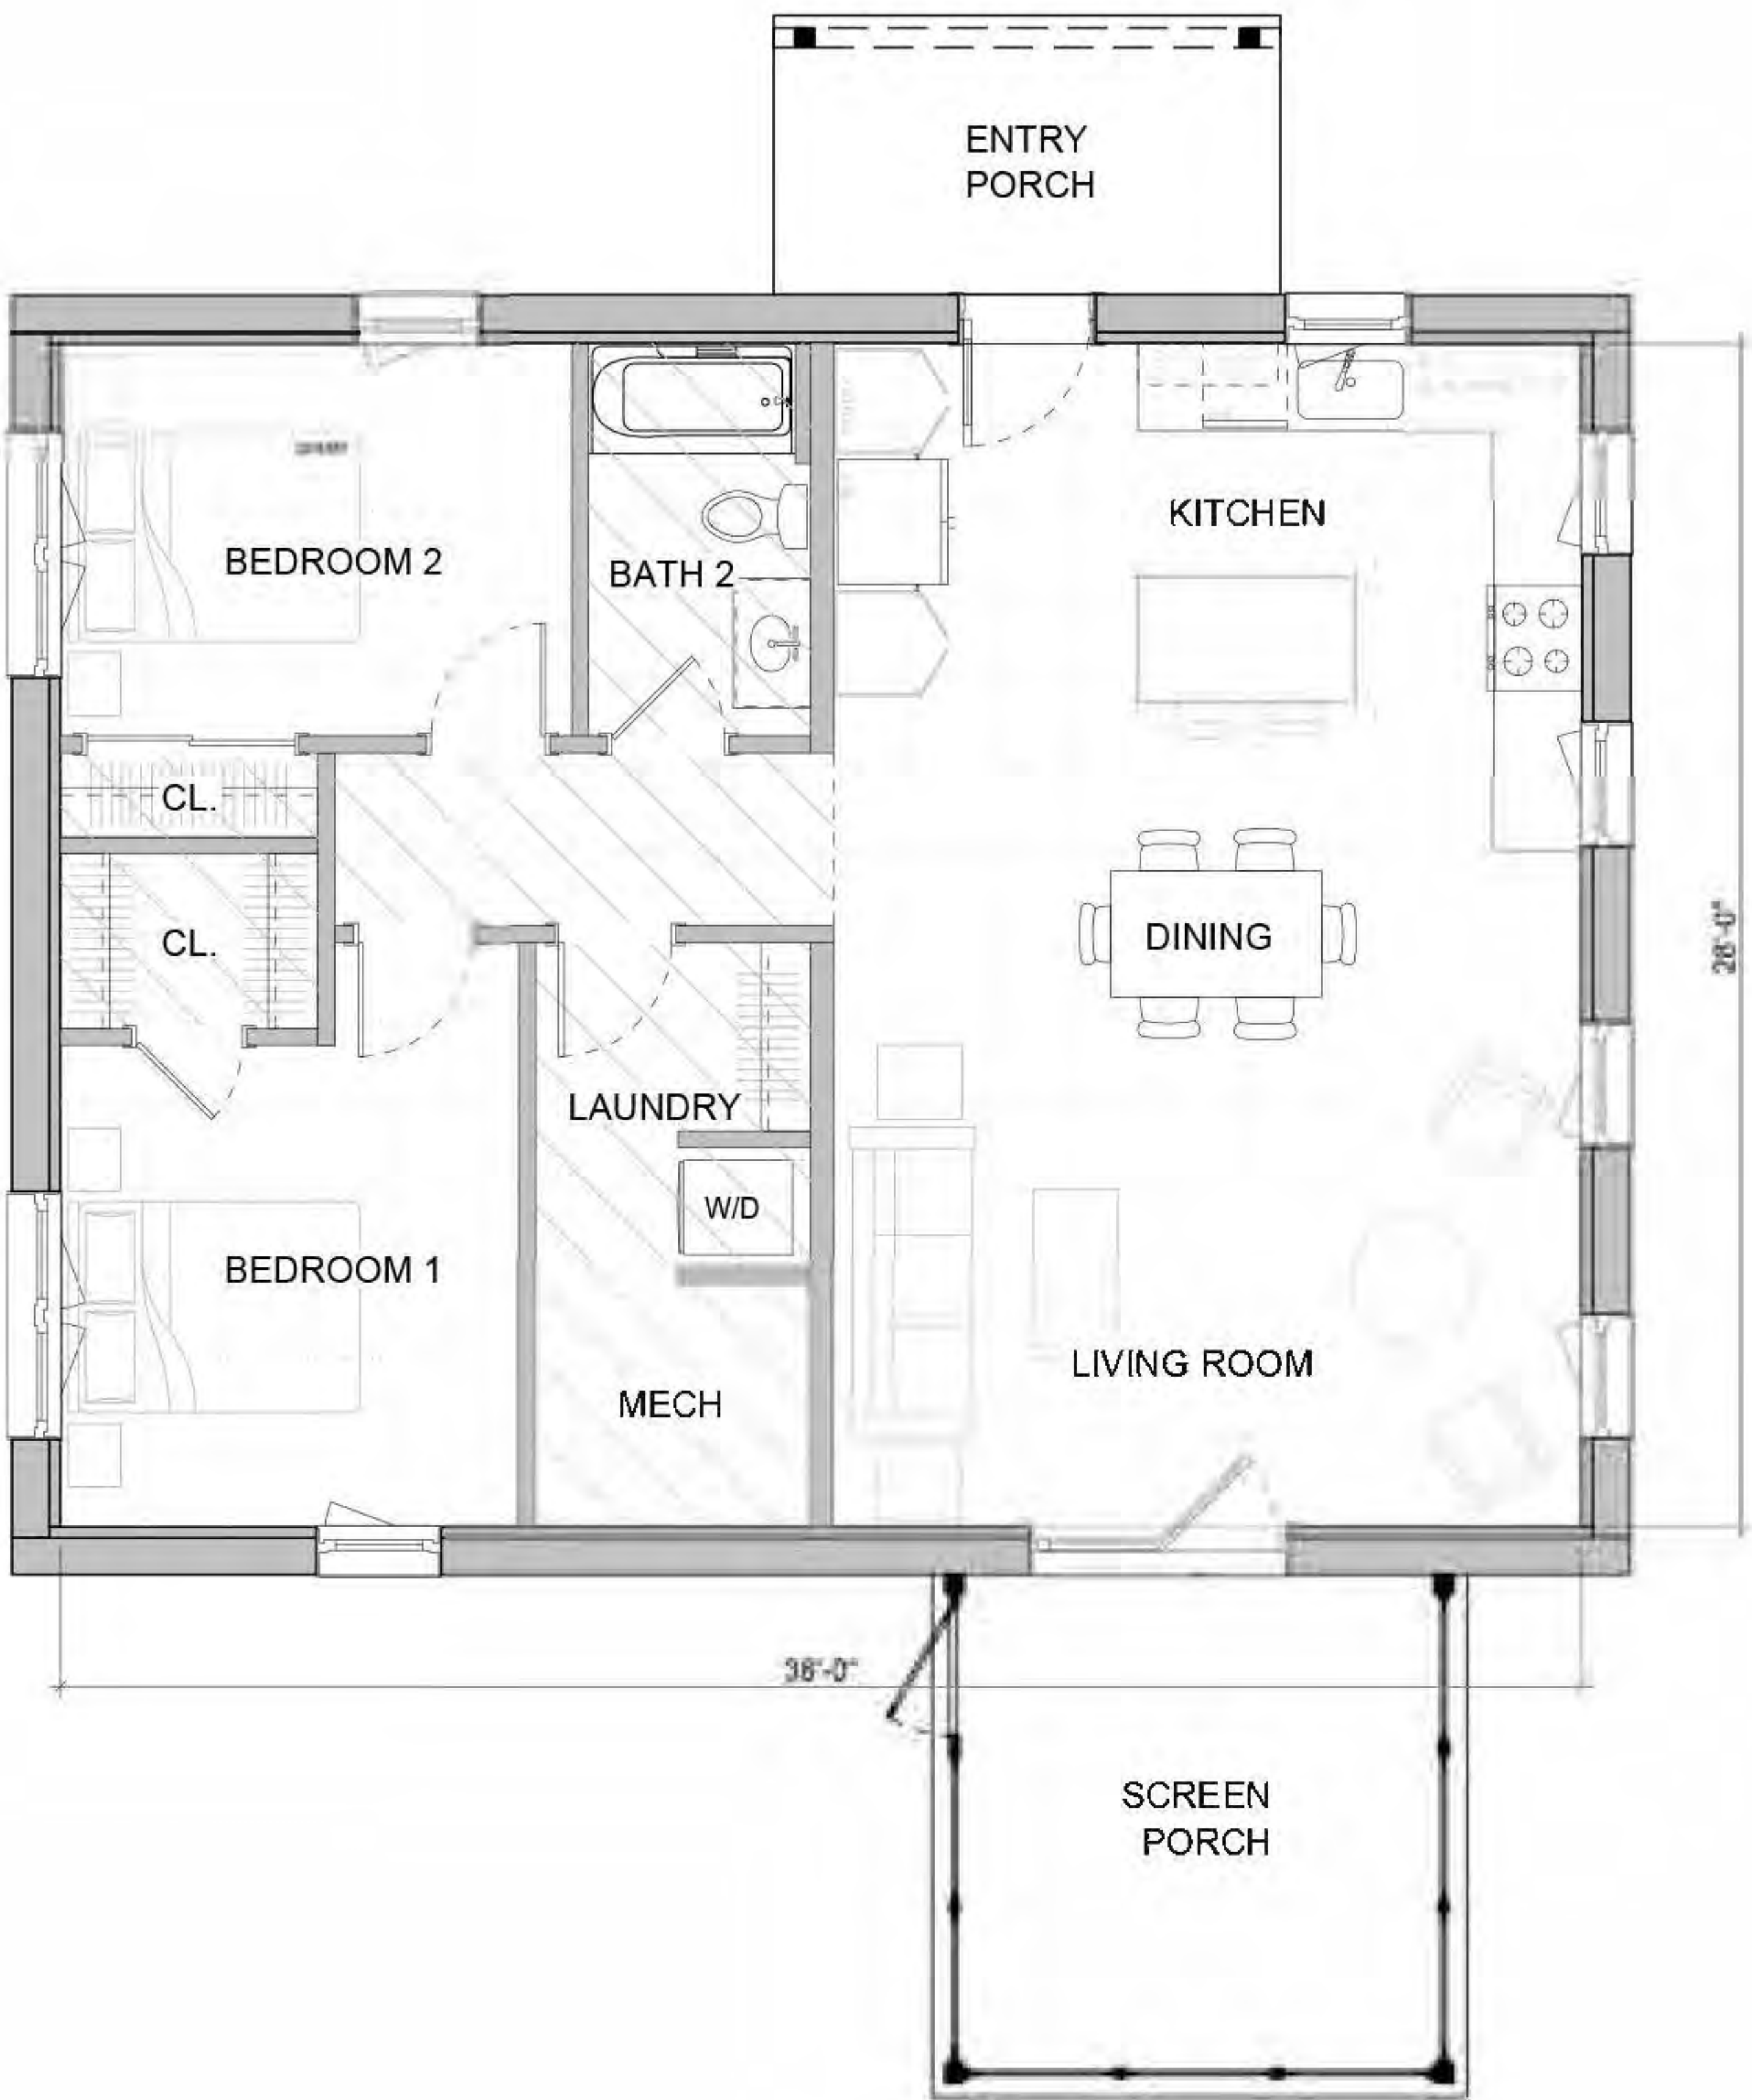 ENTRY
PORCH
KITCHEN
BEDROOM 2
BATH 2
CL.
CL.
DINING
28'-0"
LAUNDRY
W/D
BEDROOM 1
LIVING ROOM
MECH
36'-0"
SCREEN
PORCH